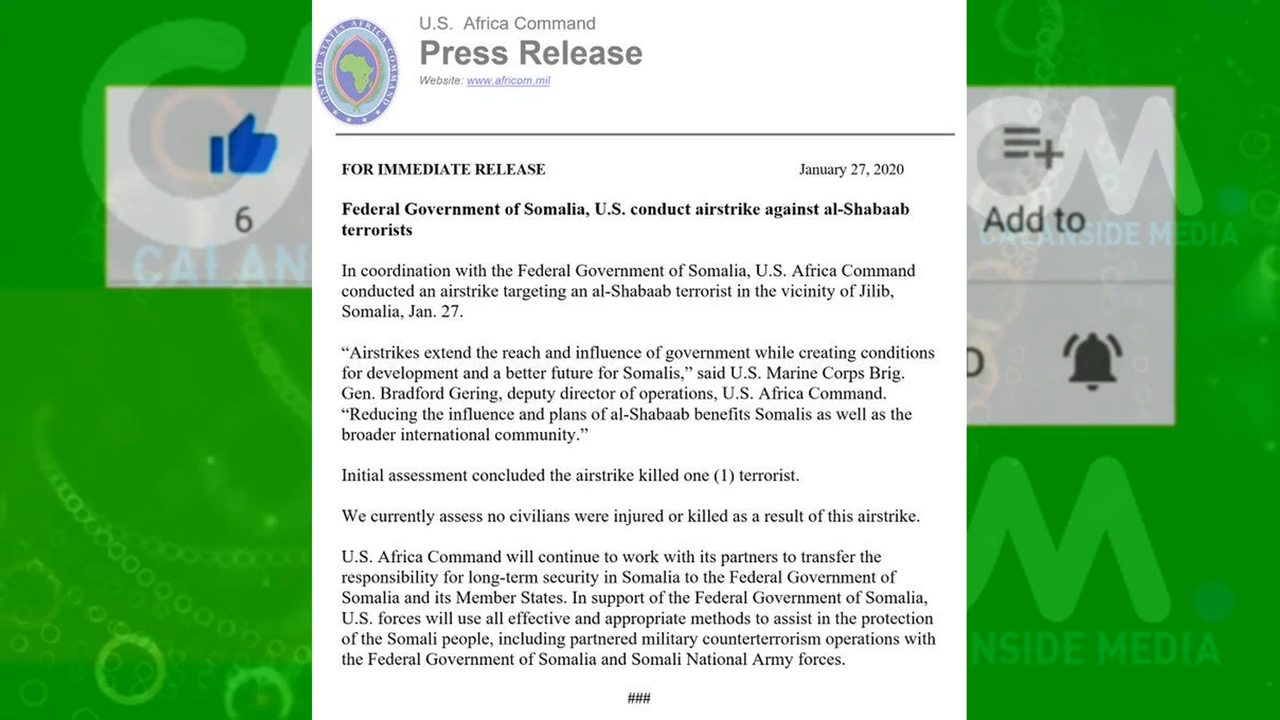 U.S. Africa Command
Press Release
Website: www.africom.mil
UNITED STATES AFRICA COMMAND
FOR IMMEDIATE RELEASE January 27, 2020
Federal Government of Somalia, U.S. conduct airstrike against al-Shabaab
terrorists
In coordination with the Federal Government of Somalia, U.S. Africa Command
conducted an airstrike targeting an al-Shabaab terrorist in the vicinity of Jilib,
Somalia, Jan. 27.
“Airstrikes extend the reach and influence of government while creating conditions
for development and a better future for Somalis,” said U.S. Marine Corps Brig.
Gen. Bradford Gering, deputy director of operations, U.S. Africa Command.
“Reducing the influence and plans of al-Shabaab benefits Somalis as well as the
broader international community.”
Initial assessment concluded the airstrike killed one (1) terrorist.
We currently assess no civilians were injured or killed as a result of this airstrike.
U.S. Africa Command will continue to work with its partners to transfer the
responsibility for long-term security in Somalia to the Federal Government of
Somalia and its Member States. In support of the Federal Government of Somalia,
U.S. forces will use all effective and appropriate methods to assist in the protection
of the Somali people, including partnered military counterterrorism operations with
the Federal Government of Somalia and Somali National Army forces.
###
6
CALAN
Add to
CALANSIDE MEDIA
M.
NSIDE MEDIA